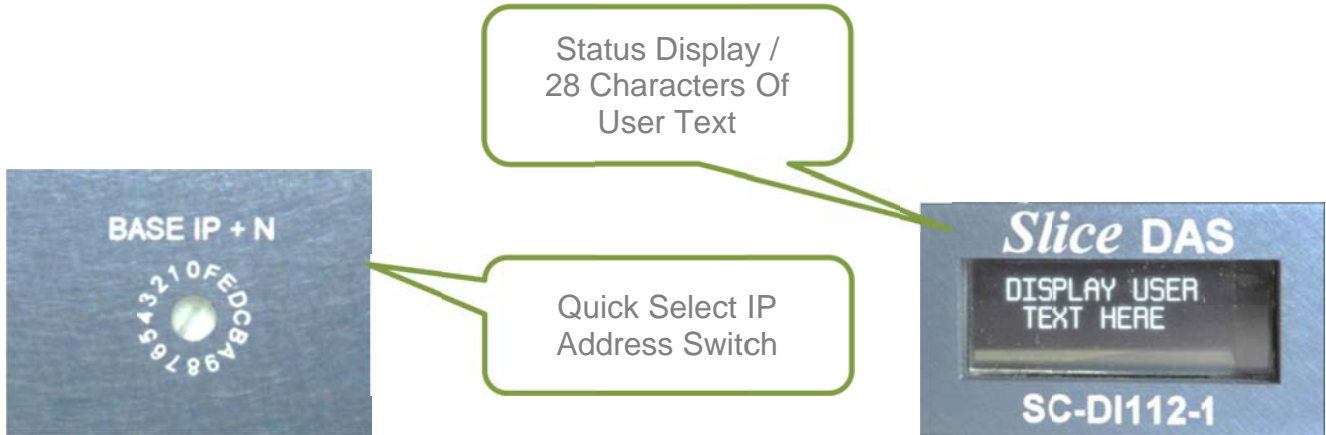 Status Display /
28 Characters Of
User Text
BASE IP + N
0FEDCBA987654321
Quick Select IP
Address Switch
Slice DAS
DISPLAY USER
TEXT HERE
SC-DI112-1